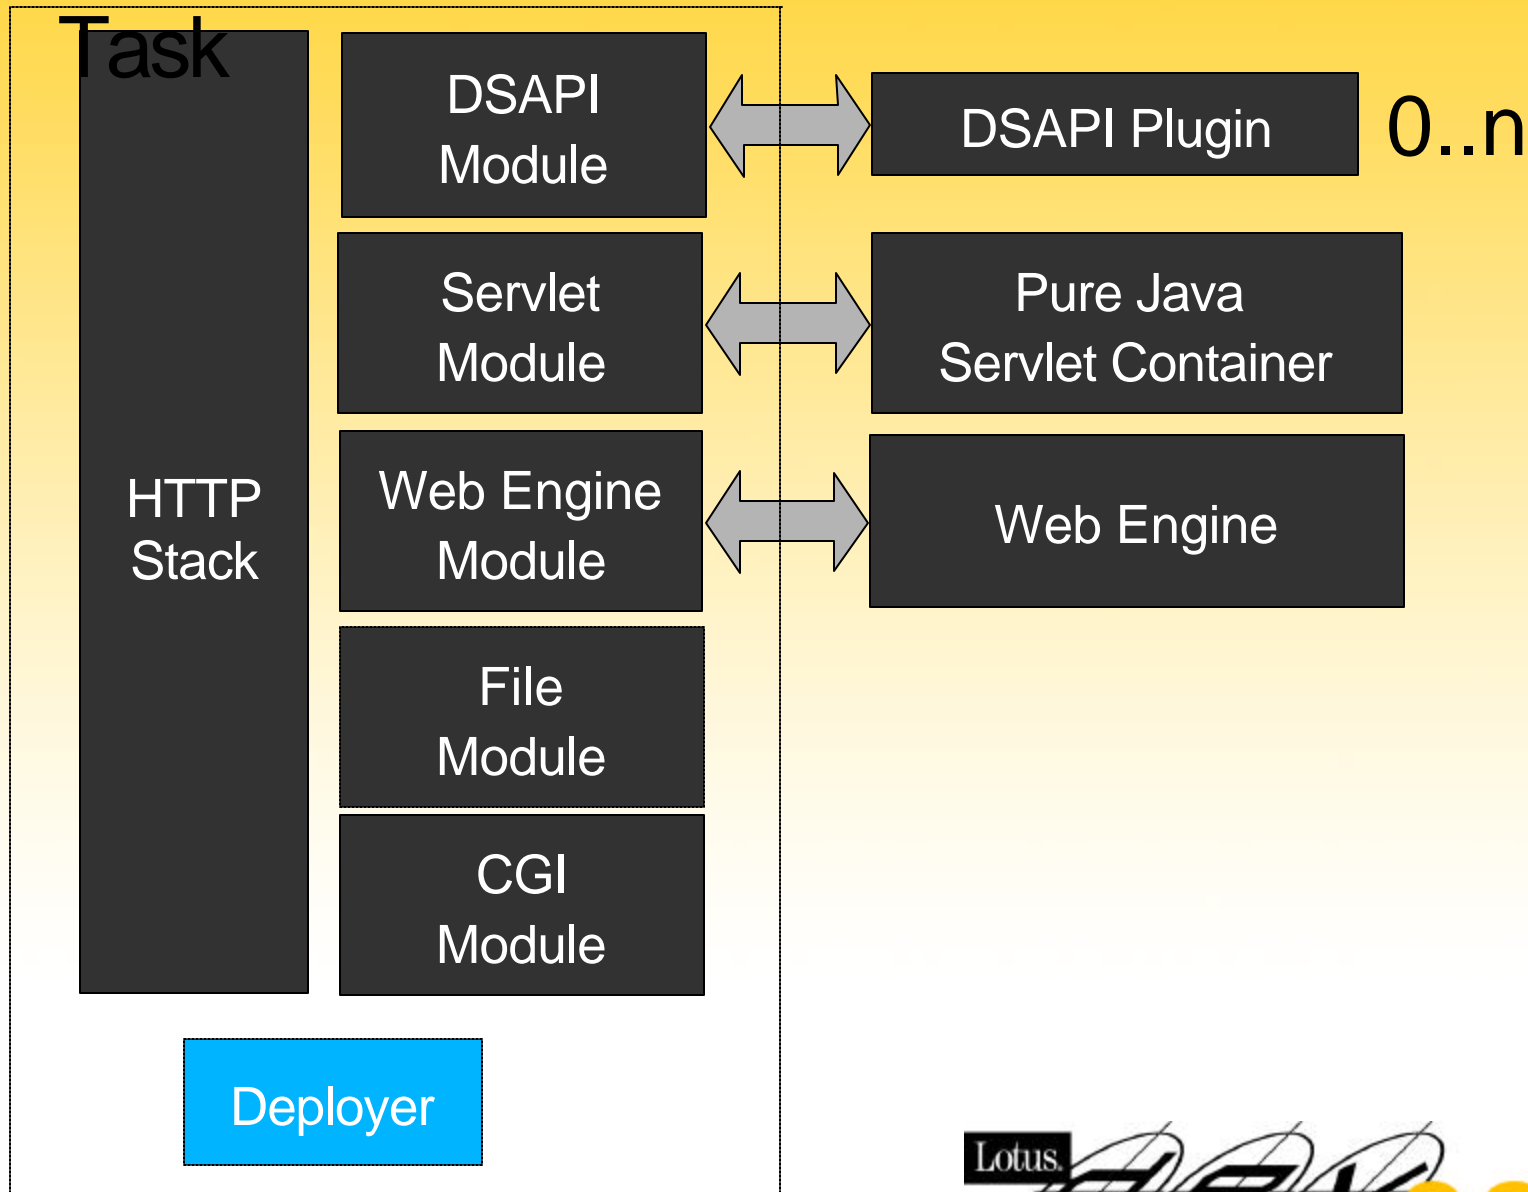 Task
DSAPI
Module
DSAPI Plugin
0..n
Servlet
Module
Pure Java
Servlet Container
HTTP
Stack
Web Engine
Module
Web Engine
File
Module
CGI
Module
Deployer
Lotus.